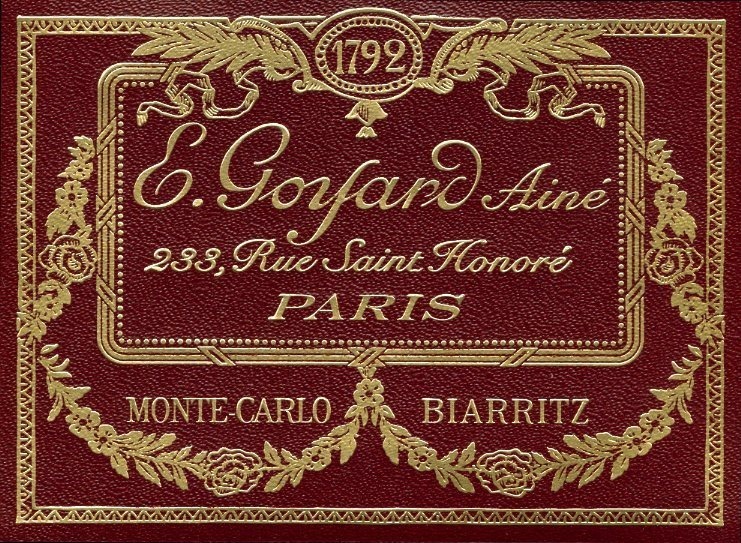 1792
E. Goyard Ainé
233, Rue Saint Honoré
PARIS
MONTE-CARLO BIARRITZ